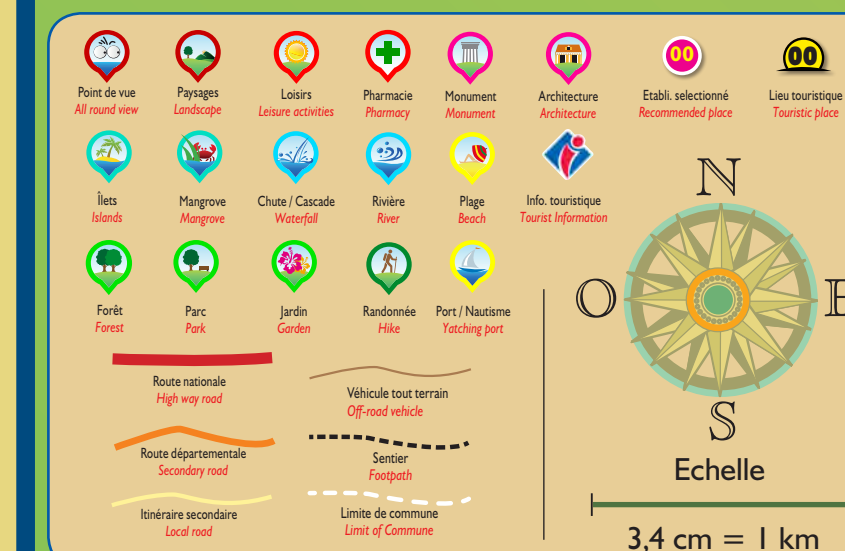 Point de vue
All round view
Paysages
Landscape
Loisirs
Leisure activities
Pharmacie
Pharmacy
Monument
Monument
Architecture
Architecture
00
Etabli. selectionné
Recommended place
00
Lieu touristique
Touristic place
Îlets
Islands
Mangrove
Mangrove
Chute / Cascade
Waterfall
Rivière
River
Plage
Beach
i
Info. touristique
Tourist Information
Forêt
Forest
Parc
Park
Jardin
Garden
Randonnée
Hike
Port / Nautisme
Yatching port
Route nationale
High way road
Véhicule tout terrain
Off-road vehicle
Route départementale
Secondary road
Sentier
Footpath
Itinéraire secondaire
Local road
Limite de commune
Limit of Commune
N
O
E
S
Echelle
3,4 cm = 1 km